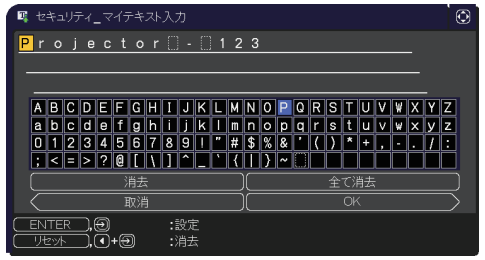 セキュリティ_マイテキスト入力
Projector - 123
A B C D E F G H I J K L M N O P Q R S T U V W X Y Z
a b c d e f g h i j k l m n o p q r s t u v w x y z
0 1 2 3 4 5 6 7 8 9 ! " # $ % & ' ( ) * + , - . / :
; < = > ? @ [ \ ] ^ _ ` { | } ~
消去 全て消去
取消 OK
ENTER , :設定
リセット , + :消去